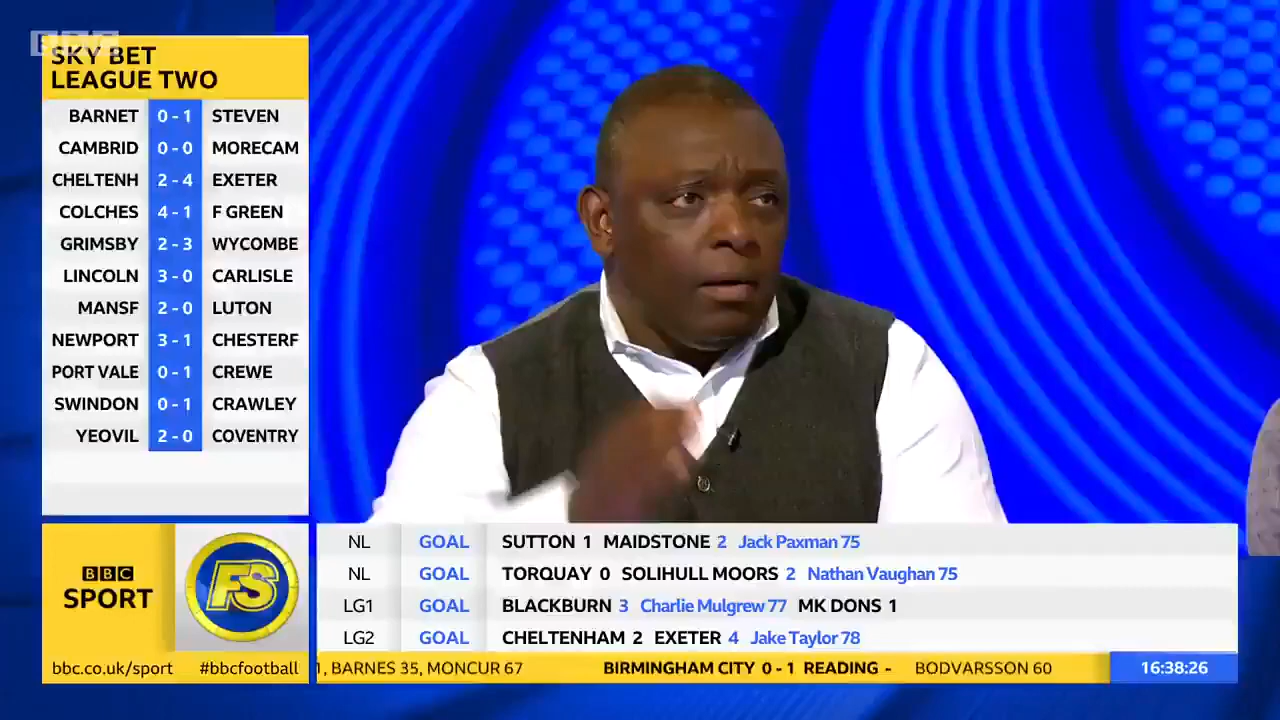 BBC
SKY BET
LEAGUE TWO
BARNET 0 - 1 STEVEN
CAMBRID 0 - 0 MORECAM
CHELTENH 2 - 4 EXETER
COLCHES 4 - 1 F GREEN
GRIMSBY 2 - 3 WYCOMBE
LINCOLN 3 - 0 CARLISLE
MANSF 2 - 0 LUTON
NEWPORT 3 - 1 CHESTERF
PORT VALE 0 - 1 CREWE
SWINDON 0 - 1 CRAWLEY
YEOVIL 2 - 0 COVENTRY
BBC
SPORT
FS
NL GOAL SUTTON 1 MAIDSTONE 2 Jack Paxman 75
NL GOAL TORQUAY 0 SOLIHULL MOORS 2 Nathan Vaughan 75
LG1 GOAL BLACKBURN 3 Charlie Mulgrew 77 MK DONS 1
LG2 GOAL CHELTENHAM 2 EXETER 4 Jake Taylor 78
bbc.co.uk/sport #bbcfootball 1, BARNES 35, MONCUR 67 BIRMINGHAM CITY 0 - 1 READING - BODVARSSON 60 16:38:26